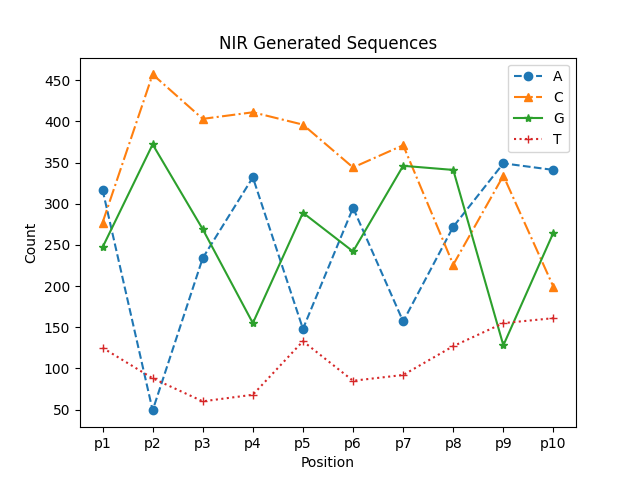 NIR Generated Sequences
A
C
G
T
450
400
350
300
250
200
150
100
50
Count
p1 p2 p3 p4 p5 p6 p7 p8 p9 p10
Position